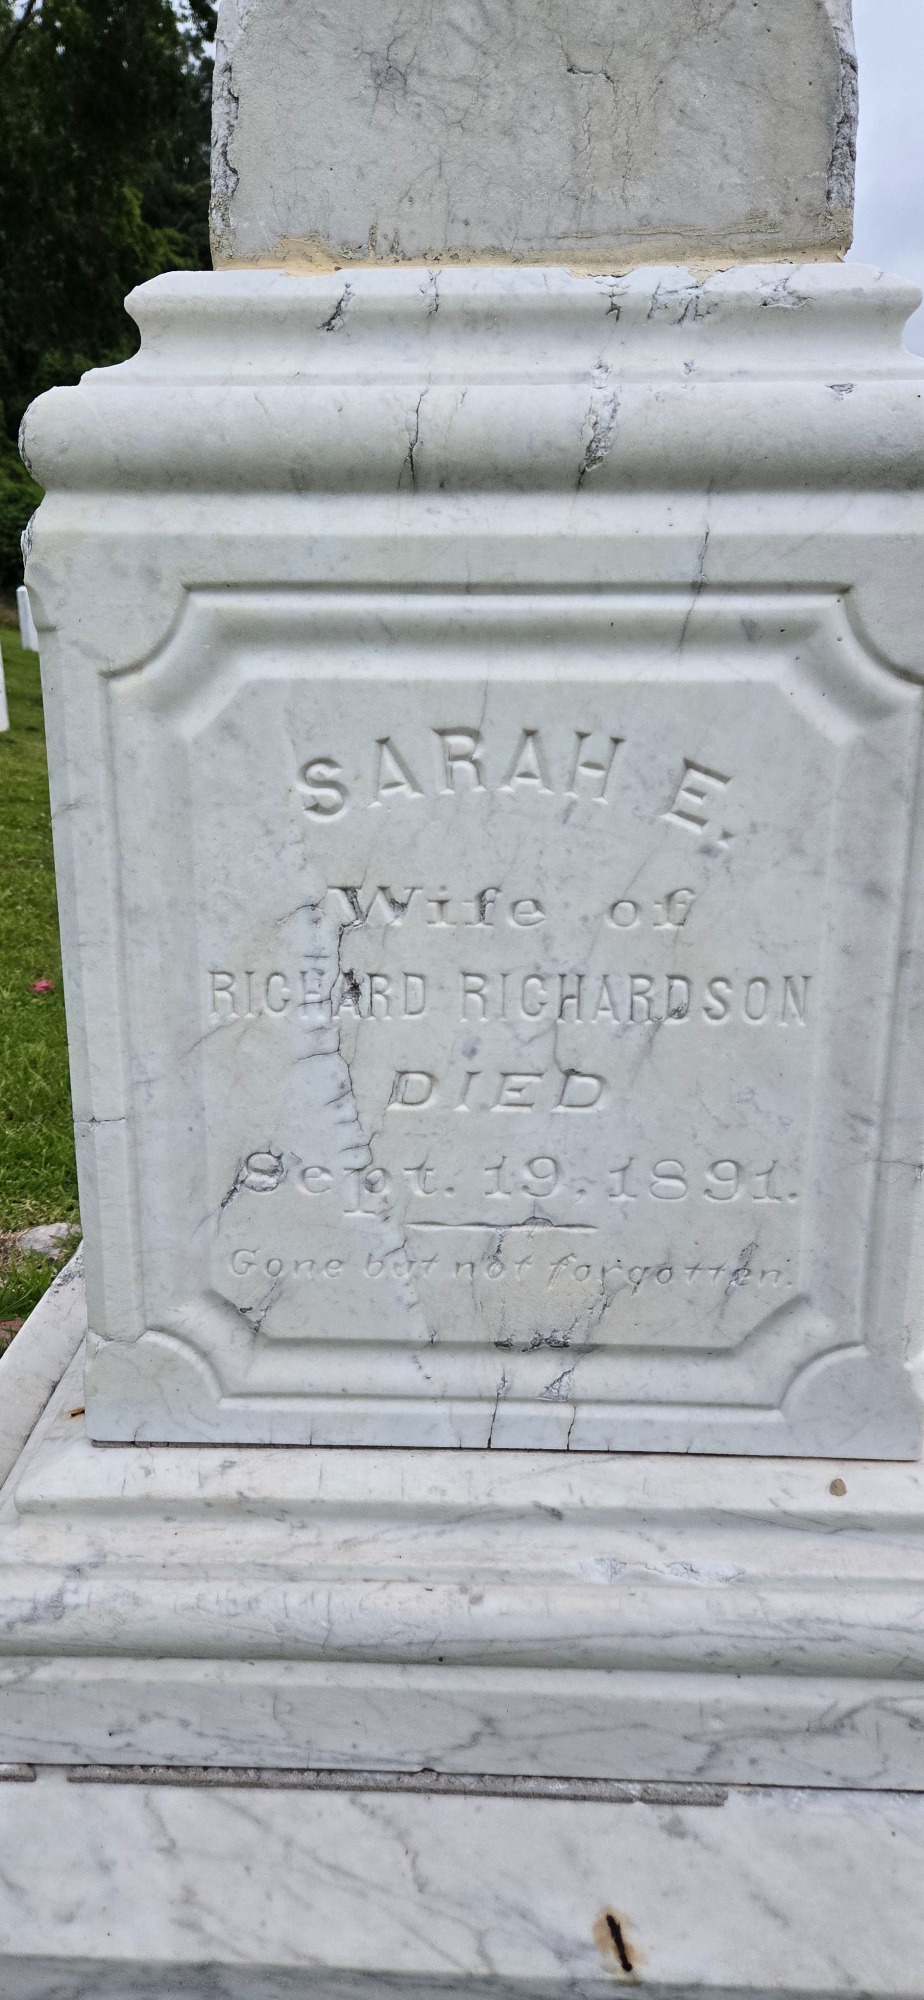 SARAH E.
Wife of
RICHARD RICHARDSON
DIED
Sept. 19, 1891.
Gone but not forgotten.